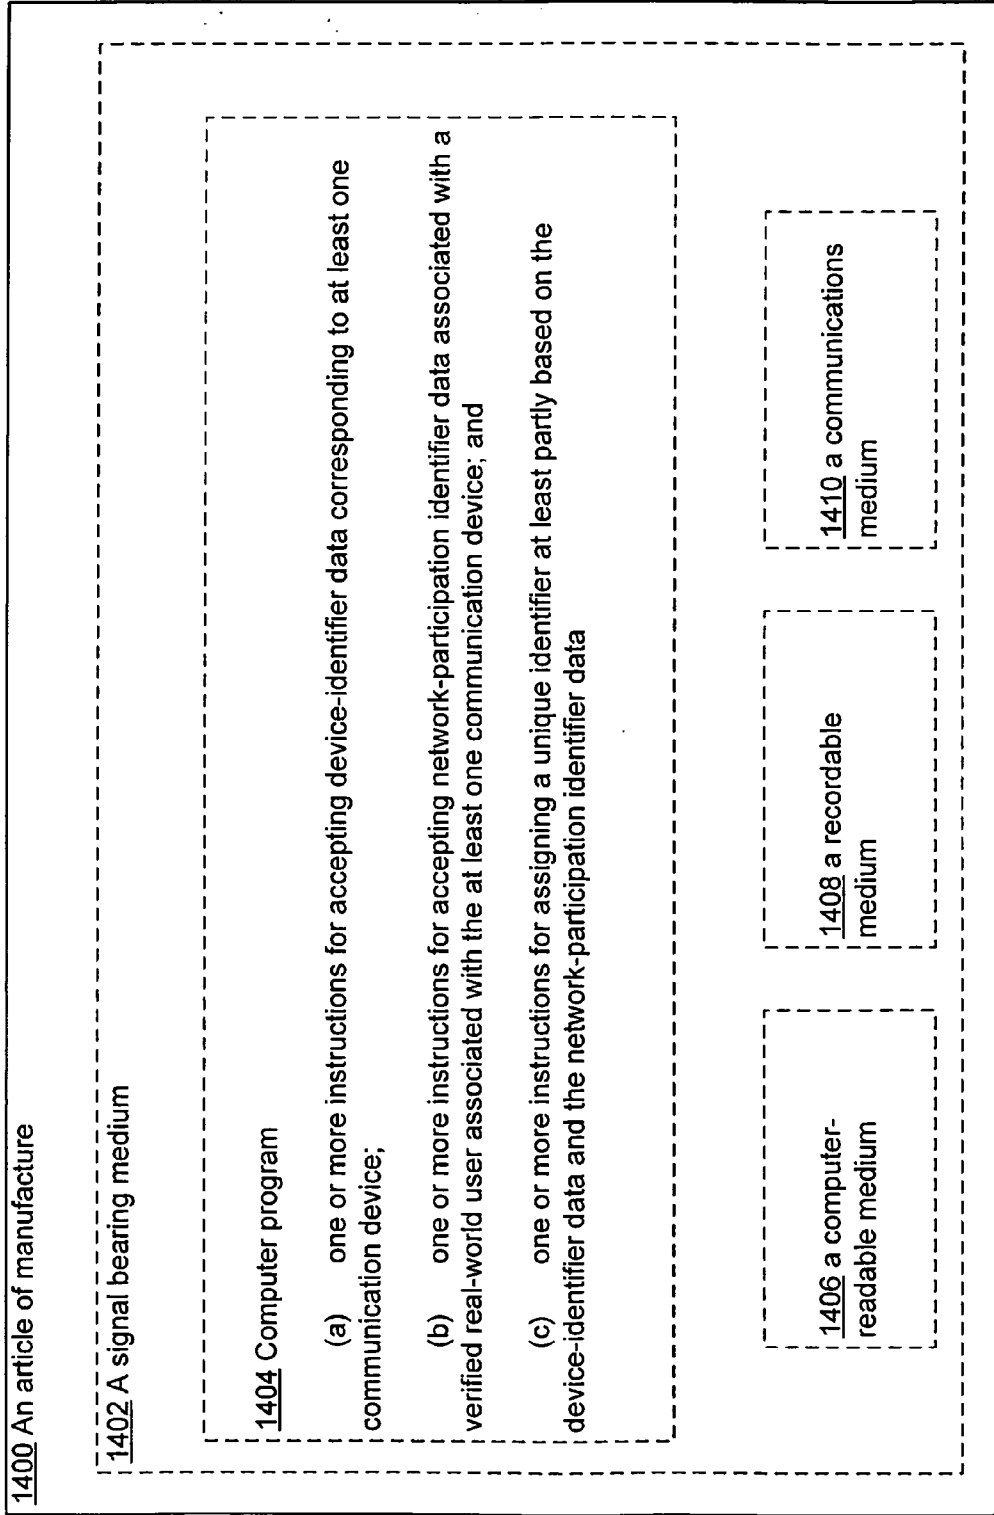 1400 An article of manufacture
1402 A signal bearing medium
1404 Computer program
(a) one or more instructions for accepting device-identifier data corresponding to at least one
communication device;
(b) one or more instructions for accepting network-participation identifier data associated with a
verified real-world user associated with the at least one communication device; and
(c) one or more instructions for assigning a unique identifier at least partly based on the
device-identifier data and the network-participation identifier data
1406 a computer-
readable medium
1408 a recordable
medium
1410 a communications
medium